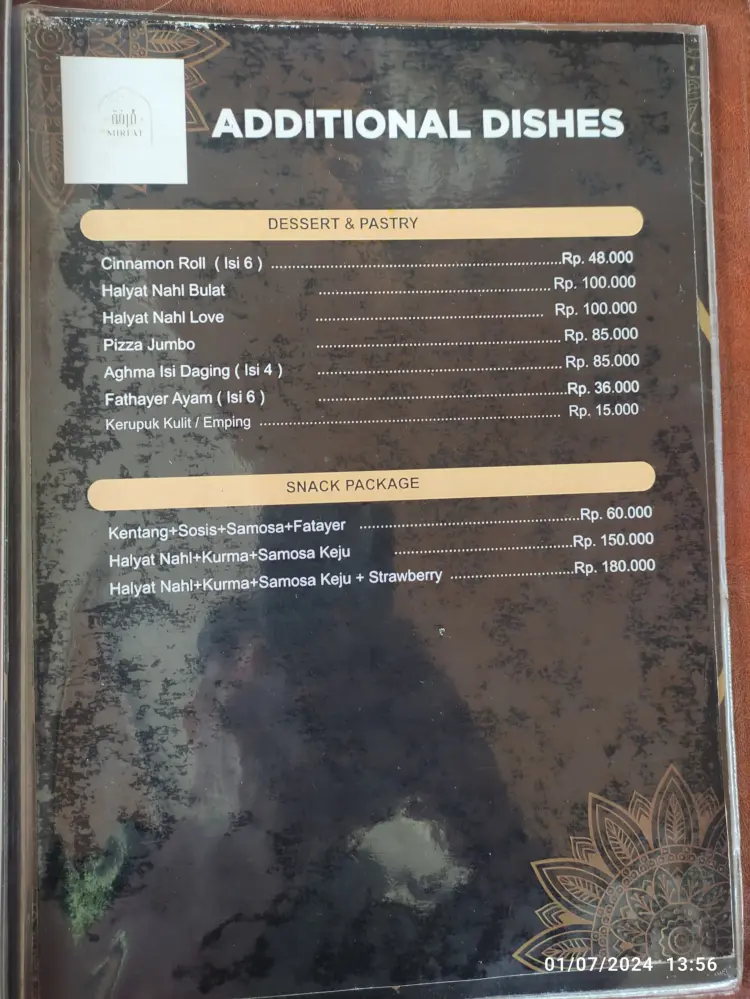 ADDITIONAL DISHES
DESSERT & PASTRY
Cinnamon Roll ( Isi 6 ) Rp. 48.000
Halyat Nahl Bulat Rp. 100.000
Halyat Nahl Love Rp. 100.000
Pizza Jumbo Rp. 85.000
Aghma Isi Daging ( Isi 4 ) Rp. 85.000
Fathayer Ayam ( Isi 6 ) Rp. 36.000
Kerupuk Kulit / Emping Rp. 15.000
SNACK PACKAGE
Kentang+Sosis+Samosa+Fatayer Rp. 60.000
Halyat Nahl+Kurma+Samosa Keju Rp. 150.000
Halyat Nahl+Kurma+Samosa Keju + Strawberry Rp. 180.000
01/07/2024 13:56